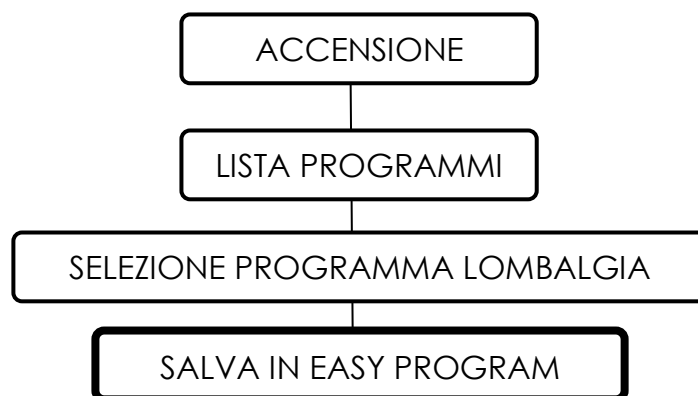 ACCENSIONE
LISTA PROGRAMMI
SELEZIONE PROGRAMMA LOMBALGIA
SALVA IN EASY PROGRAM